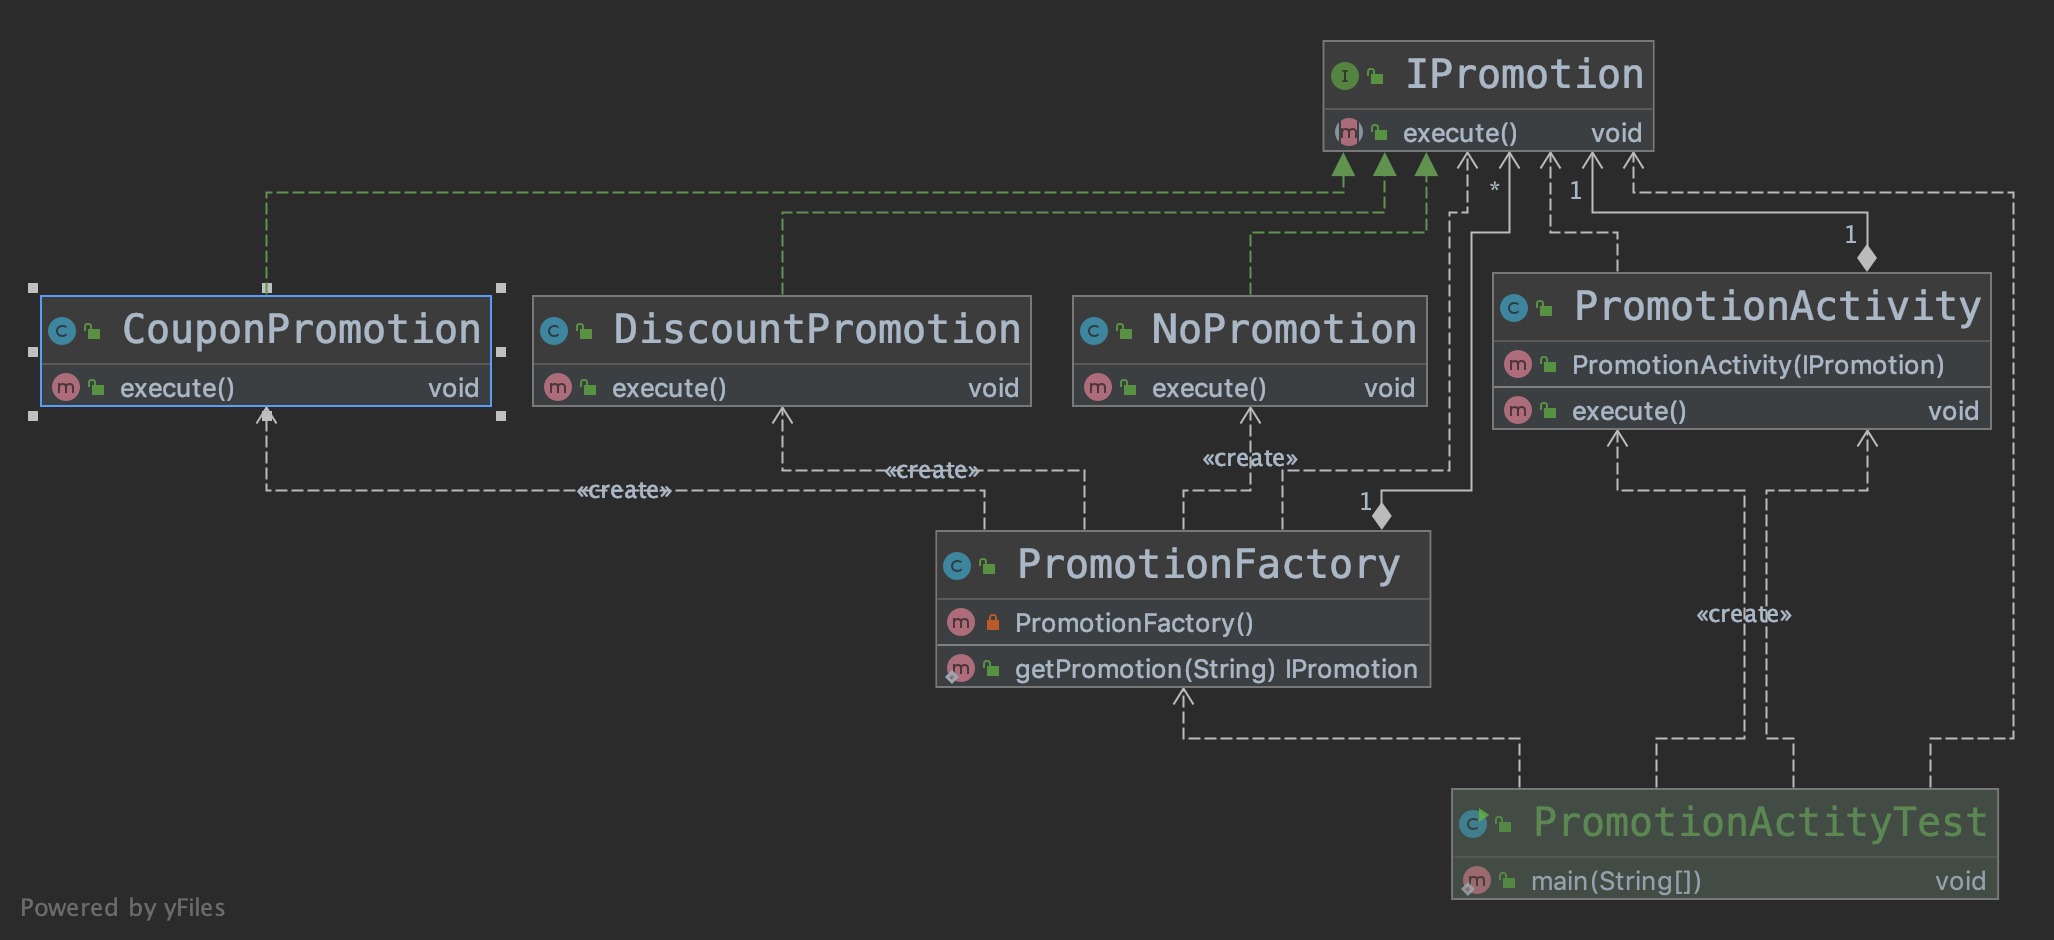 IPromotion
execute() void
* 1
1
CouponPromotion
execute() void
DiscountPromotion
execute() void
NoPromotion
execute() void
PromotionActivity
PromotionActivity(IPromotion)
execute() void
«create»
«create»
«create»
1
PromotionFactory
PromotionFactory()
getPromotion(String) IPromotion
«create»
PromotionActityTest
main(String[]) void
Powered by yFiles